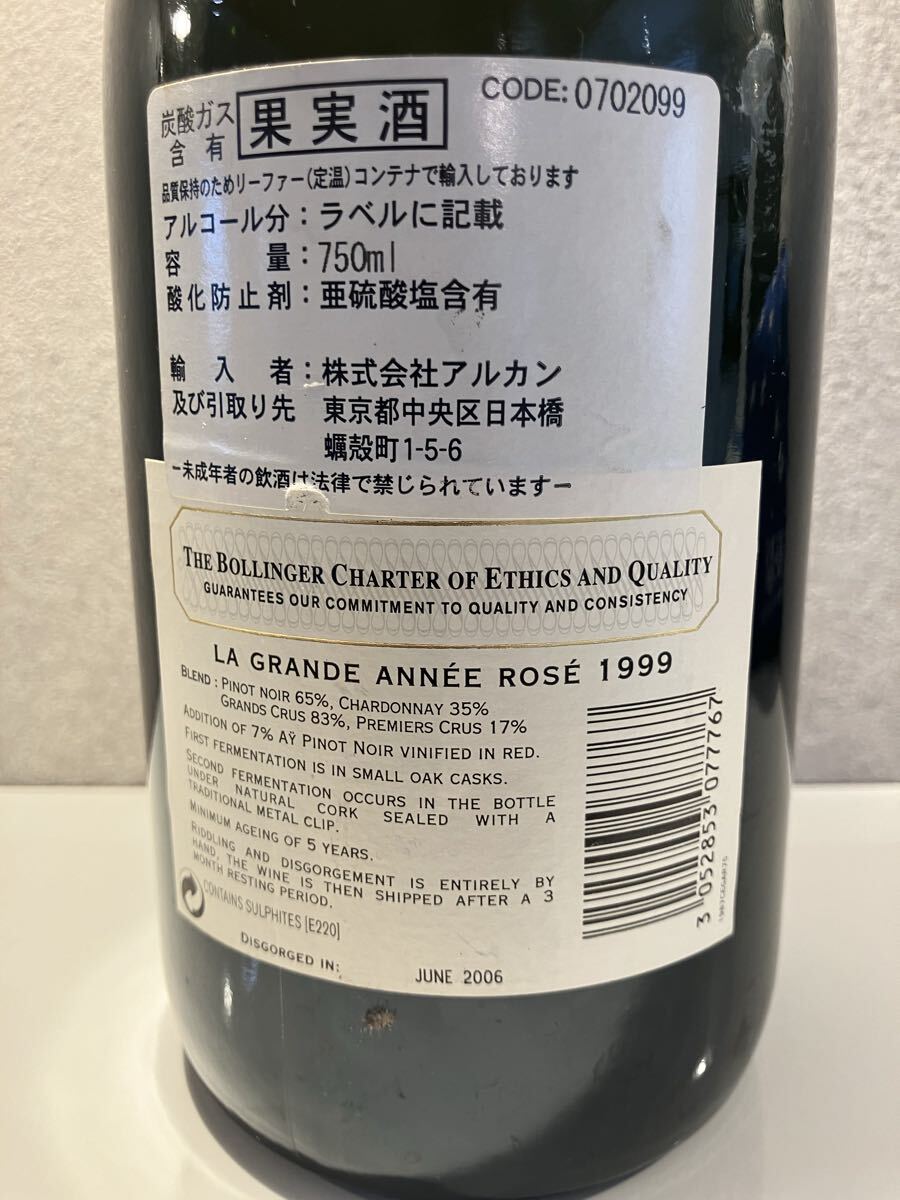 炭酸ガス
含有
果実酒
CODE: 0702099
品質保持のためリーファー(定温)コンテナで輸入しております
アルコール分：ラベルに記載
容量：750ml
酸化防止剤：亜硫酸塩含有
輸入者：株式会社アルカン
及び引取り先 東京都中央区日本橋
蠣殻町1-5-6
ー未成年者の飲酒は法律で禁じられていますー
THE BOLLINGER CHARTER OF ETHICS AND QUALITY
GUARANTEES OUR COMMITMENT TO QUALITY AND CONSISTENCY
LA GRANDE ANNÉE ROSÉ 1999
BLEND : PINOT NOIR 65%, CHARDONNAY 35%
GRANDS CRUS 83%, PREMIERS CRUS 17%
ADDITION OF 7% AŸ PINOT NOIR VINIFIED IN RED.
FIRST FERMENTATION IS IN SMALL OAK CASKS.
SECOND FERMENTATION OCCURS IN THE BOTTLE
UNDER NATURAL CORK SEALED WITH A
TRADITIONAL METAL CLIP.
MINIMUM AGEING OF 5 YEARS.
RIDDLING AND DISGORGEMENT IS ENTIRELY BY
HAND, THE WINE IS THEN SHIPPED AFTER A 3
MONTH RESTING PERIOD.
CONTAINS SULPHITES [E220]
DISGORGED IN:
JUNE 2006
3 052853 077767